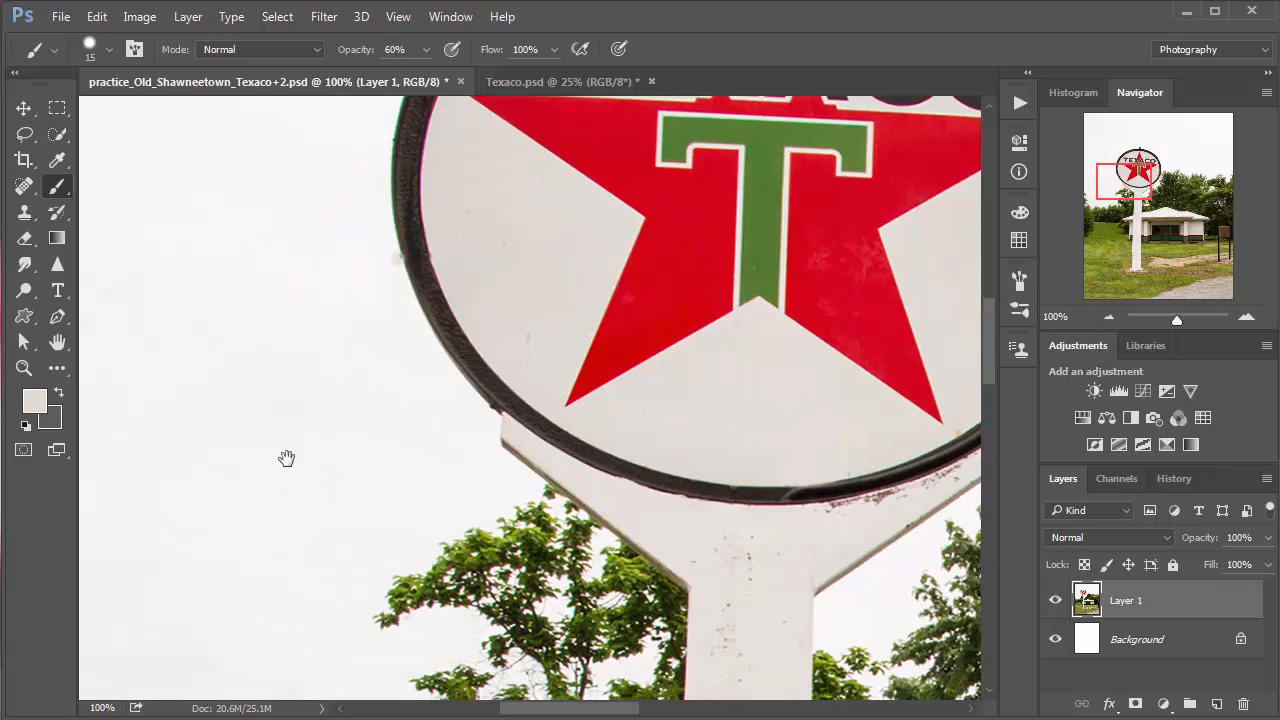 Ps File Edit Image Layer Type Select Filter 3D View Window Help
15 Mode: Normal Opacity: 60% Flow: 100% Photography
practice_Old_Shawneetown_Texaco+2.psd @ 100% (Layer 1, RGB/8) * × Texaco.psd @ 25% (RGB/8*) * ×
Histogram Navigator
T
TEXACO
100%
Adjustments Libraries
Add an adjustment
Layers Channels History
Kind
Normal Opacity: 100%
Lock: Fill: 100%
Layer 1
Background
100% Doc: 20.6M/25.1M
fx